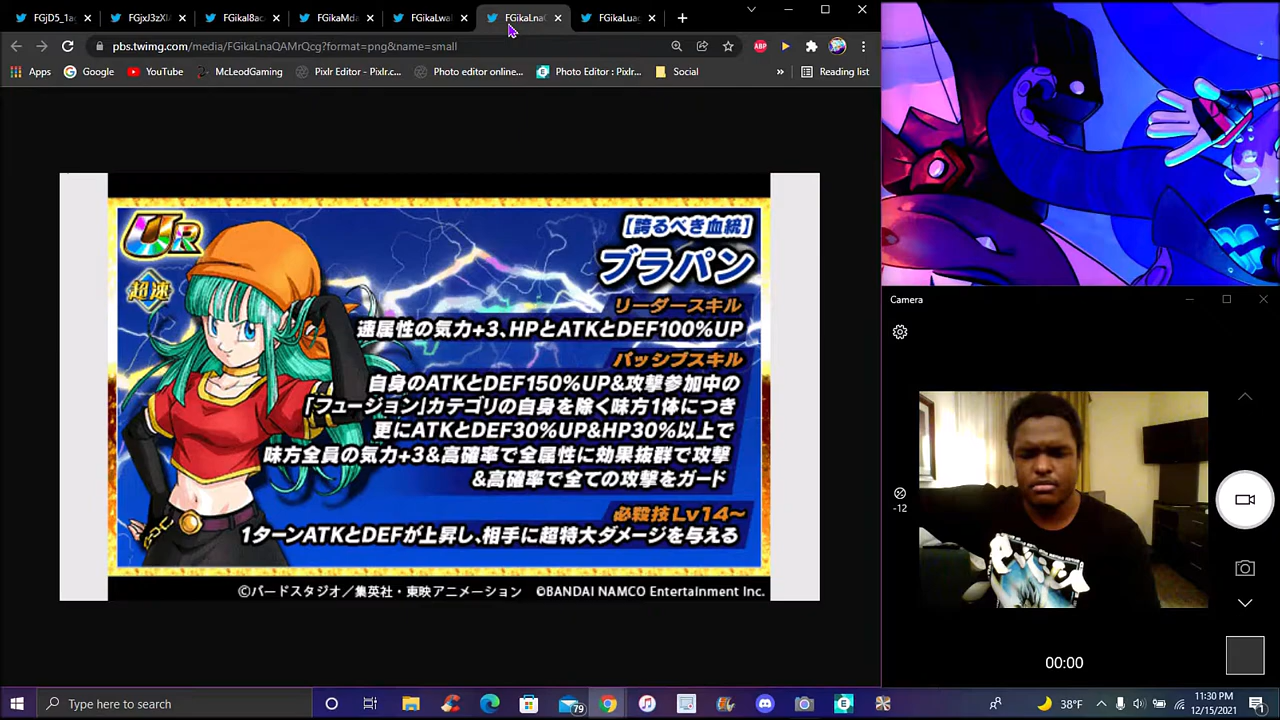 FGjD5_1a
FGjxJ3zXI
FGikal8ac
FGikaMda
FGikaLwa
FGikaLna
FGikaLua
pbs.twimg.com/media/FGikaLnaQAMrQcg?format=png&name=small
ABP
Apps
Google
YouTube
McLeodGaming
Pixlr Editor - Pixlr.c...
Photo editor online...
Photo Editor : Pixlr...
Social
»
Reading list
UR
超速
[誇るべき血統]
ブラパン
リーダースキル
速属性の気力+3、HPとATKとDEF100%UP
パッシブスキル
自身のATKとDEF150%UP&攻撃参加中の
「フュージョン」カテゴリの自身を除く味方1体につき
更にATKとDEF30%UP&HP30%以上で
味方全員の気力+3&高確率で全属性に効果抜群で攻撃
&高確率で全ての攻撃をガード
必殺技Lv14~
1ターンATKとDEFが上昇し、相手に超特大ダメージを与える
©バードスタジオ/集英社・東映アニメーション ©BANDAI NAMCO Entertainment Inc.
Camera
-12
00:00
Type here to search
79
38°F
11:30 PM
12/15/2021
1